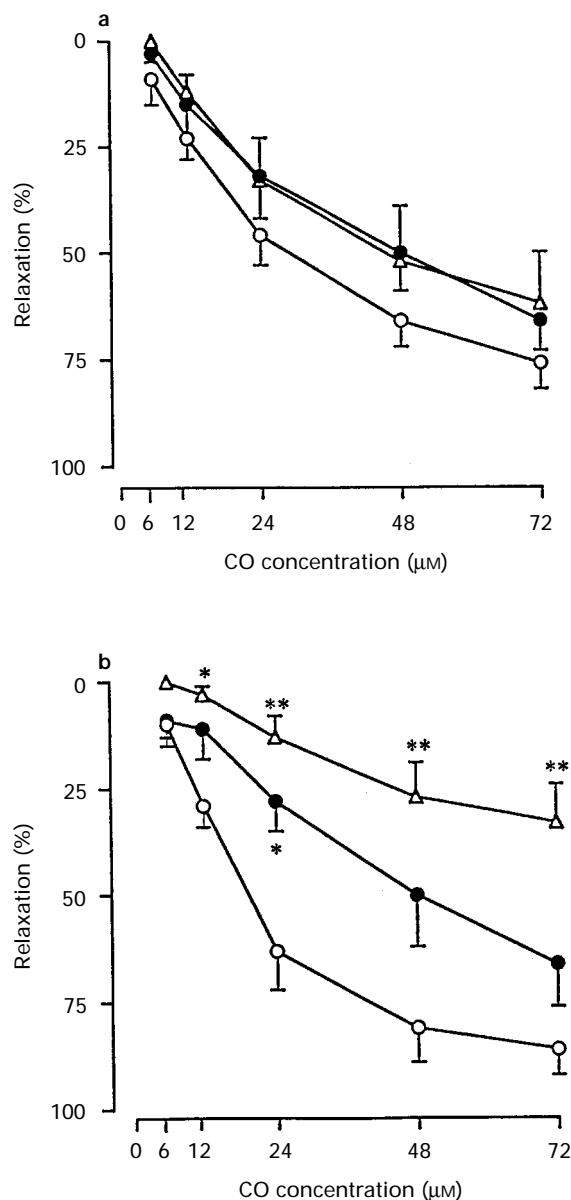 a
0
25
50
75
100
Relaxation (%)
0 6 12 24 48 72
CO concentration (μM)
b
0
25
50
75
100
Relaxation (%)
* ** ** **
*
0 6 12 24 48 72
CO concentration (μM)